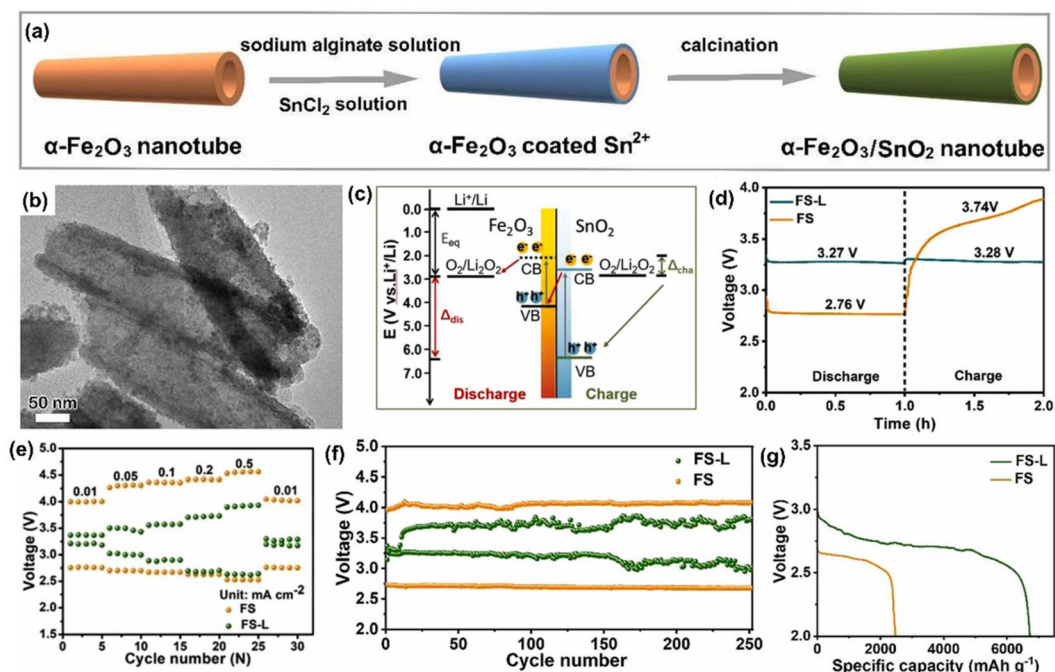 (a)
sodium alginate solution
SnCl₂ solution
calcination
α-Fe₂O₃ nanotube
α-Fe₂O₃ coated Sn²⁺
α-Fe₂O₃/SnO₂ nanotube
(b)
50 nm
(c)
E (V vs.Li⁺/Li)
0.0
1.0
2.0
3.0
4.0
5.0
6.0
7.0
Li⁺/Li
E_eq
O₂/Li₂O₂
Δ_dis
Fe₂O₃
SnO₂
e⁻ e⁻
CB
h⁺ h⁺
VB
e⁻ e⁻
CB
O₂/Li₂O₂
Δ_cha
h⁺ h⁺
VB
Discharge
Charge
(d)
Voltage (V)
4.0
3.5
3.0
2.5
2.0
FS-L
FS
3.74V
3.27 V
3.28 V
2.76 V
Discharge
Charge
0.0
1.0
2.0
Time (h)
(e)
Voltage (V)
5.0
4.5
4.0
3.5
3.0
2.5
2.0
1.5
0.01
0.05
0.1
0.2
0.5
0.01
Unit: mA cm⁻²
FS
FS-L
0 5 10 15 20 25 30
Cycle number (N)
(f)
Voltage (V)
5.0
4.5
4.0
3.5
3.0
2.5
2.0
FS-L
FS
0 50 100 150 200 250
Cycle number
(g)
Voltage (V)
3.5
3.0
2.5
2.0
FS-L
FS
0 2000 4000 6000
Specific capacity (mAh g⁻¹)